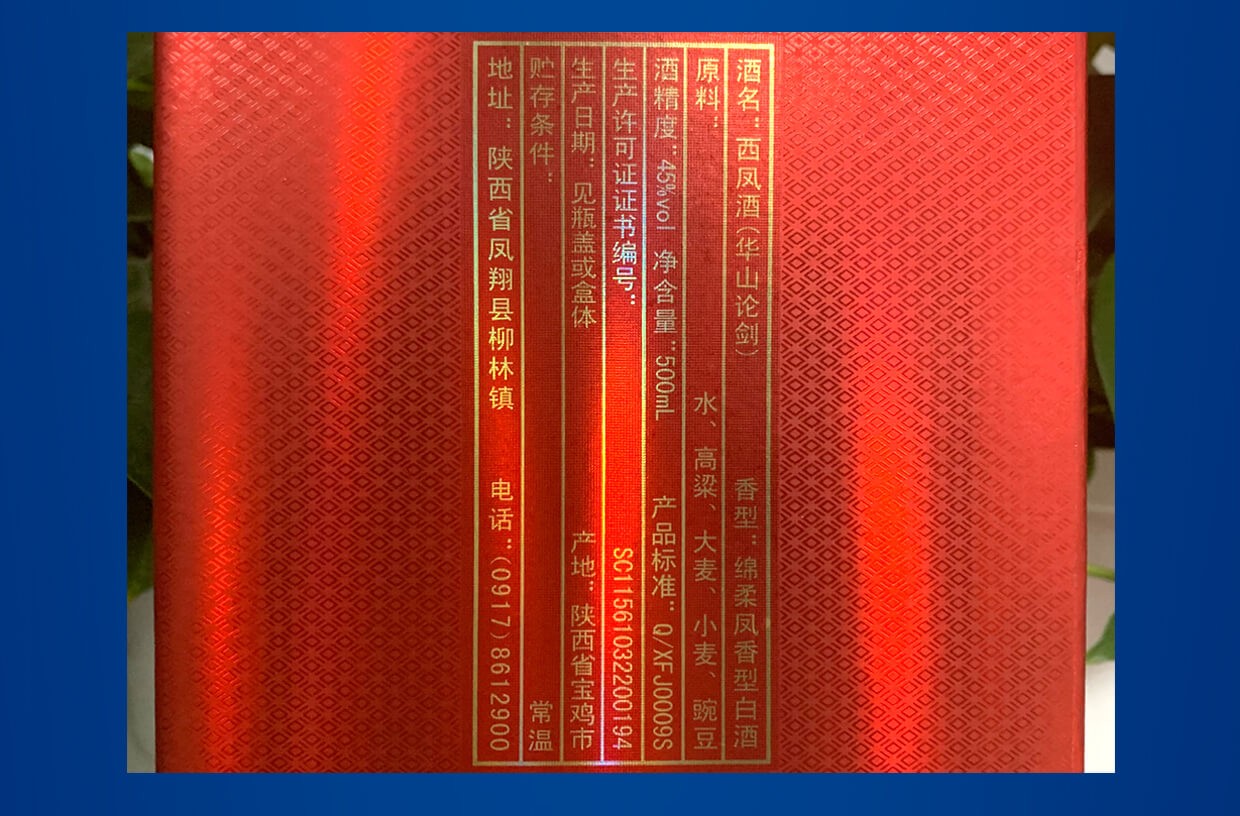 酒名：西凤酒（华山论剑） 香型：绵柔凤香型白酒
原料： 水、高粱、大麦、小麦、豌豆
酒精度：45%vol 净含量：500mL 产品标准：Q/XFJ0009S
生产许可证证书编号： SC11561032200194
生产日期：见瓶盖或盒体 产地：陕西省宝鸡市
贮存条件： 常温
地址：陕西省凤翔县柳林镇 电话：（0917）8612900